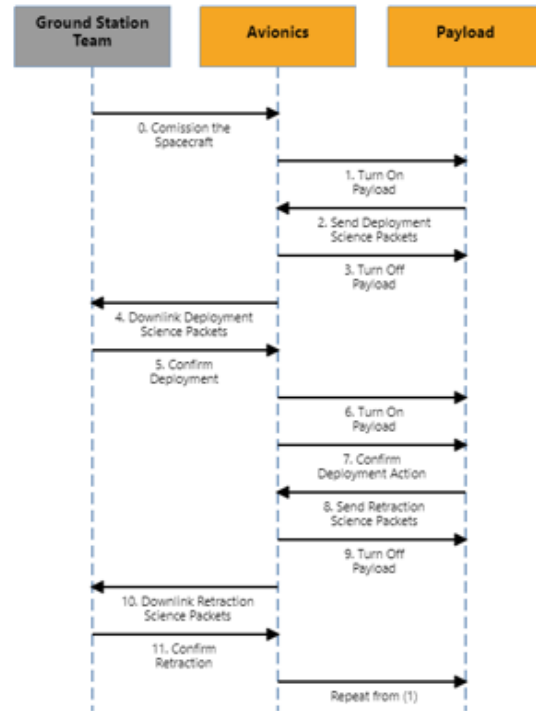 Ground Station
Team
Avionics
Payload
0. Comission the
Spacecraft
1. Turn On
Payload
2. Send Deployment
Science Packets
3. Turn Off
Payload
4. Downlink Deployment
Science Packets
5. Confirm
Deployment
6. Turn On
Payload
7. Confirm
Deployment Action
8. Send Retraction
Science Packets
9. Turn Off
Payload
10. Downlink Retraction
Science Packets
11. Confirm
Retraction
Repeat from (1)